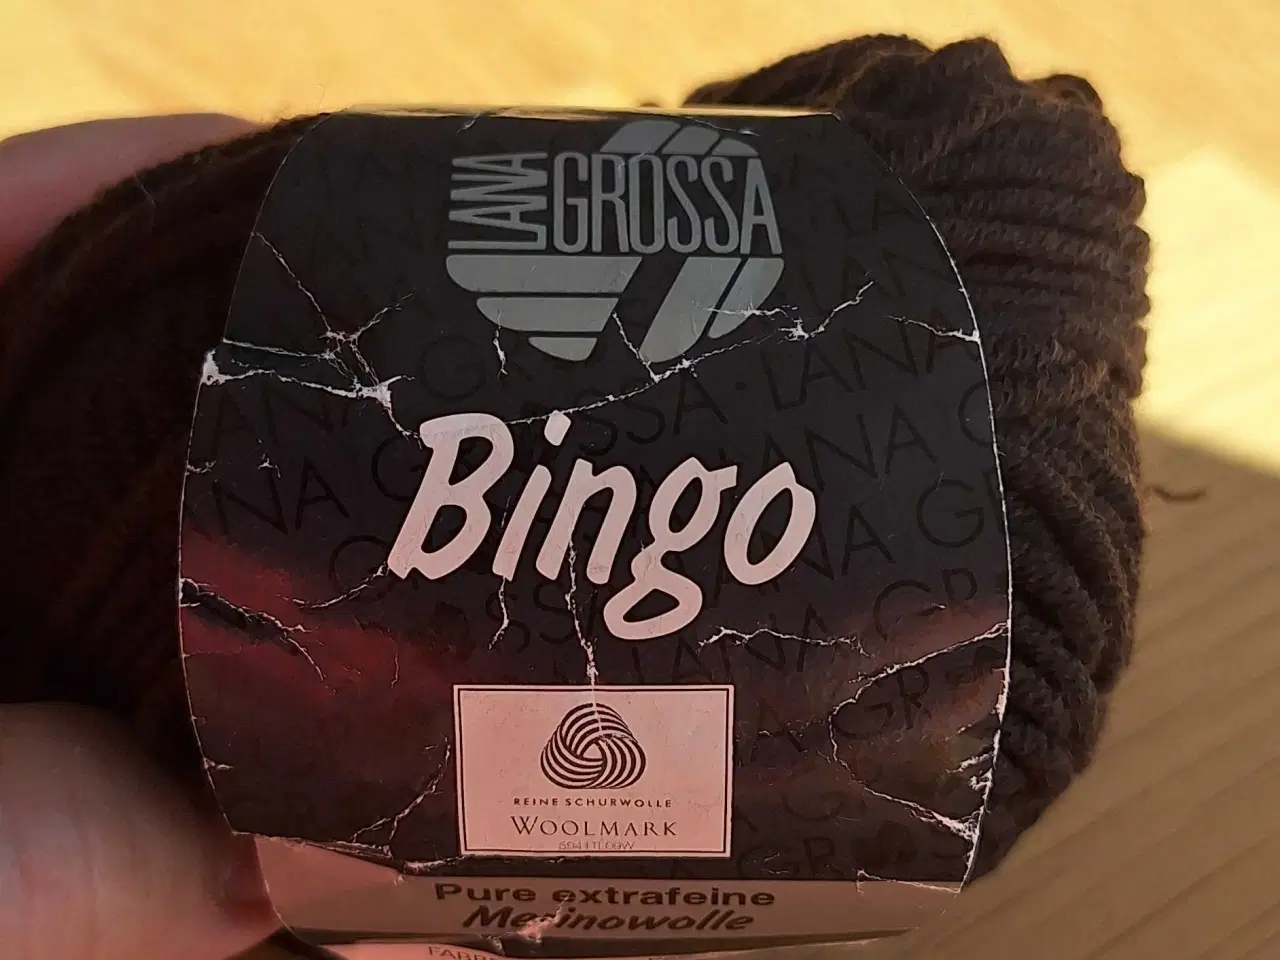 LANA GROSSA
Bingo
REINE SCHURWOLLE
WOOLMARK
Pure extrafeine
Merinowolle